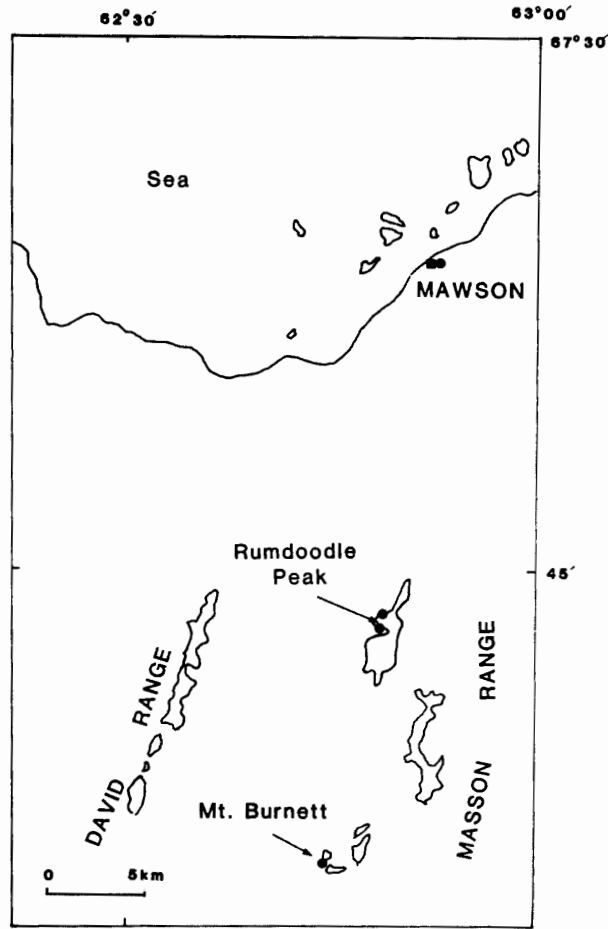 62°30′
63°00′
67°30′
Sea
MAWSON
Rumdoodle
Peak
45′
RANGE
RANGE
DAVID
MASSON
Mt. Burnett
0 5km